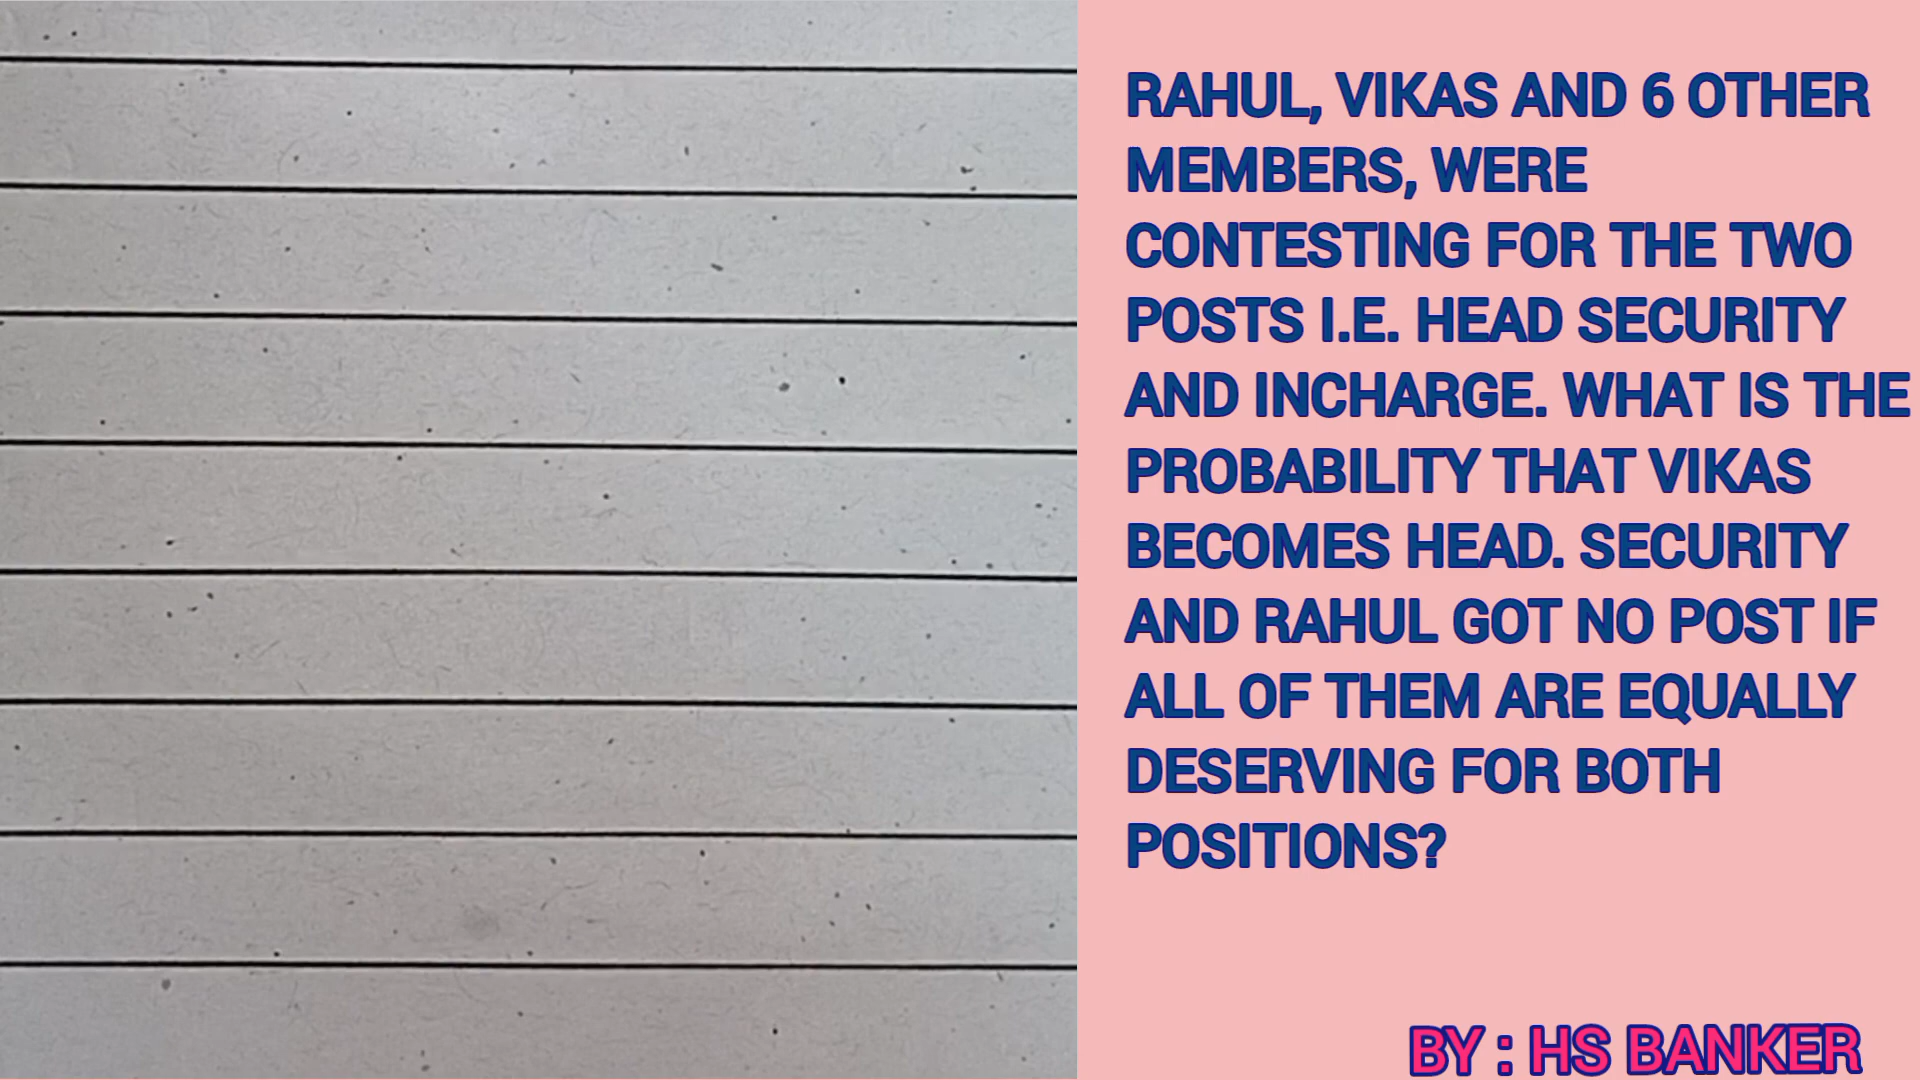 RAHUL, VIKAS AND 6 OTHER
MEMBERS, WERE
CONTESTING FOR THE TWO
POSTS I.E. HEAD SECURITY
AND INCHARGE. WHAT IS THE
PROBABILITY THAT VIKAS
BECOMES HEAD. SECURITY
AND RAHUL GOT NO POST IF
ALL OF THEM ARE EQUALLY
DESERVING FOR BOTH
POSITIONS?
BY : HS BANKER